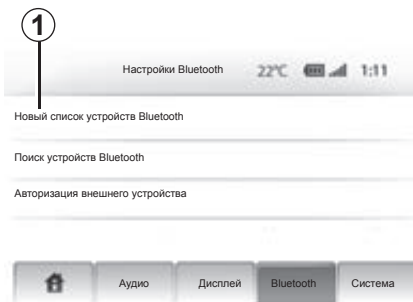 1
Настройки Bluetooth 22°C 1:11
Новый список устройств Bluetooth
Поиск устройств Bluetooth
Авторизация внешнего устройства
Аудио Дисплей Bluetooth Система